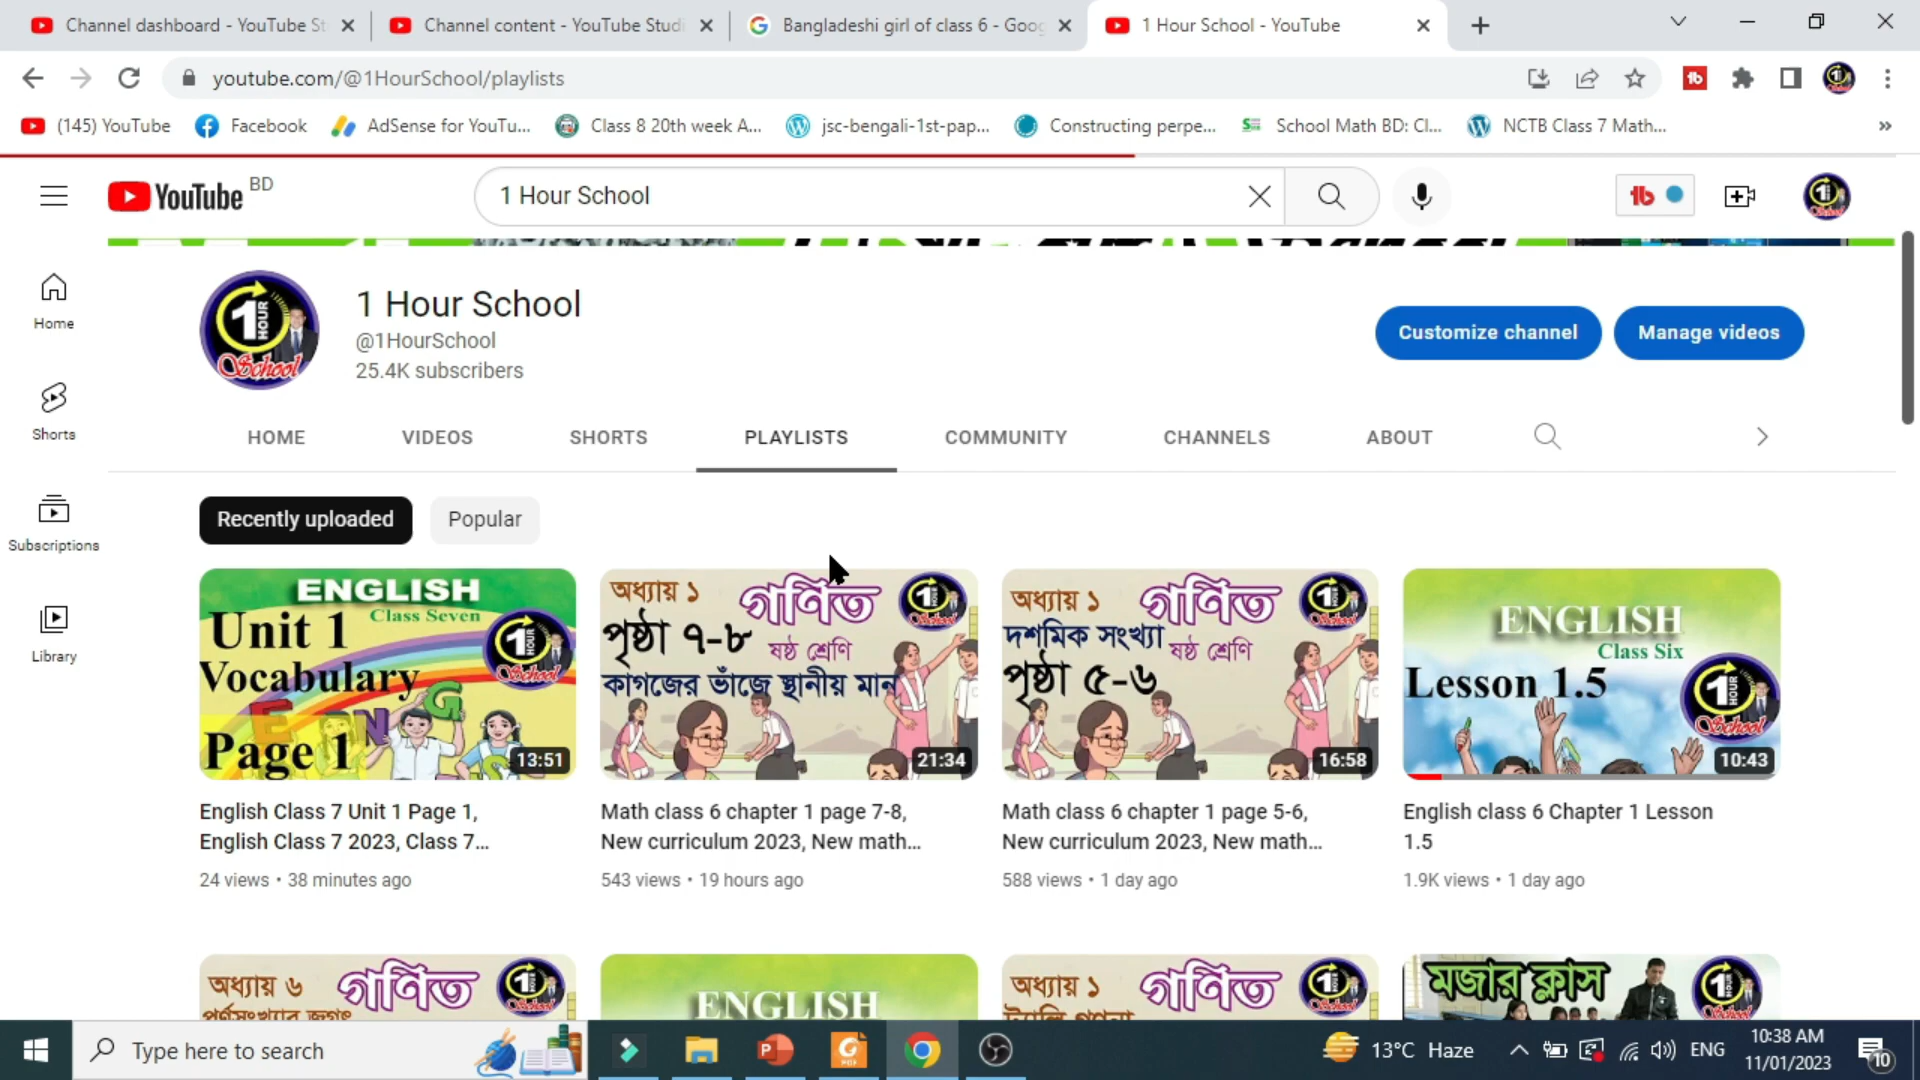 Channel dashboard - YouTube St
Channel content - YouTube Studi
Bangladeshi girl of class 6 - Goog
1 Hour School - YouTube
youtube.com/@1HourSchool/playlists
(145) YouTube
Facebook
AdSense for YouTu...
Class 8 20th week A...
jsc-bengali-1st-pap...
Constructing perpe...
School Math BD: Cl...
NCTB Class 7 Math...
YouTube BD
1 Hour School
Home
Shorts
Subscriptions
Library
1 HOUR School
1 Hour School
@1HourSchool
25.4K subscribers
Customize channel
Manage videos
HOME
VIDEOS
SHORTS
PLAYLISTS
COMMUNITY
CHANNELS
ABOUT
Recently uploaded
Popular
ENGLISH
Class Seven
Unit 1
Vocabulary
Page 1
13:51
English Class 7 Unit 1 Page 1,
English Class 7 2023, Class 7...
24 views • 38 minutes ago
অধ্যায় ১
গণিত
পৃষ্ঠা ৭-৮
ষষ্ঠ শ্রেণি
কাগজের ভাঁজে স্থানীয় মান
21:34
Math class 6 chapter 1 page 7-8,
New curriculum 2023, New math...
543 views • 19 hours ago
অধ্যায় ১
গণিত
দশমিক সংখ্যা
ষষ্ঠ শ্রেণি
পৃষ্ঠা ৫-৬
16:58
Math class 6 chapter 1 page 5-6,
New curriculum 2023, New math...
588 views • 1 day ago
ENGLISH
Class Six
Lesson 1.5
10:43
English class 6 Chapter 1 Lesson
1.5
1.9K views • 1 day ago
অধ্যায় ৬
গণিত
পূর্ণসংখ্যার জগৎ
ENGLISH
অধ্যায় ১
গণিত
ট্যালি গণনা
মজার ক্লাস
Type here to search
13°C Haze
ENG
10:38 AM
11/01/2023
10